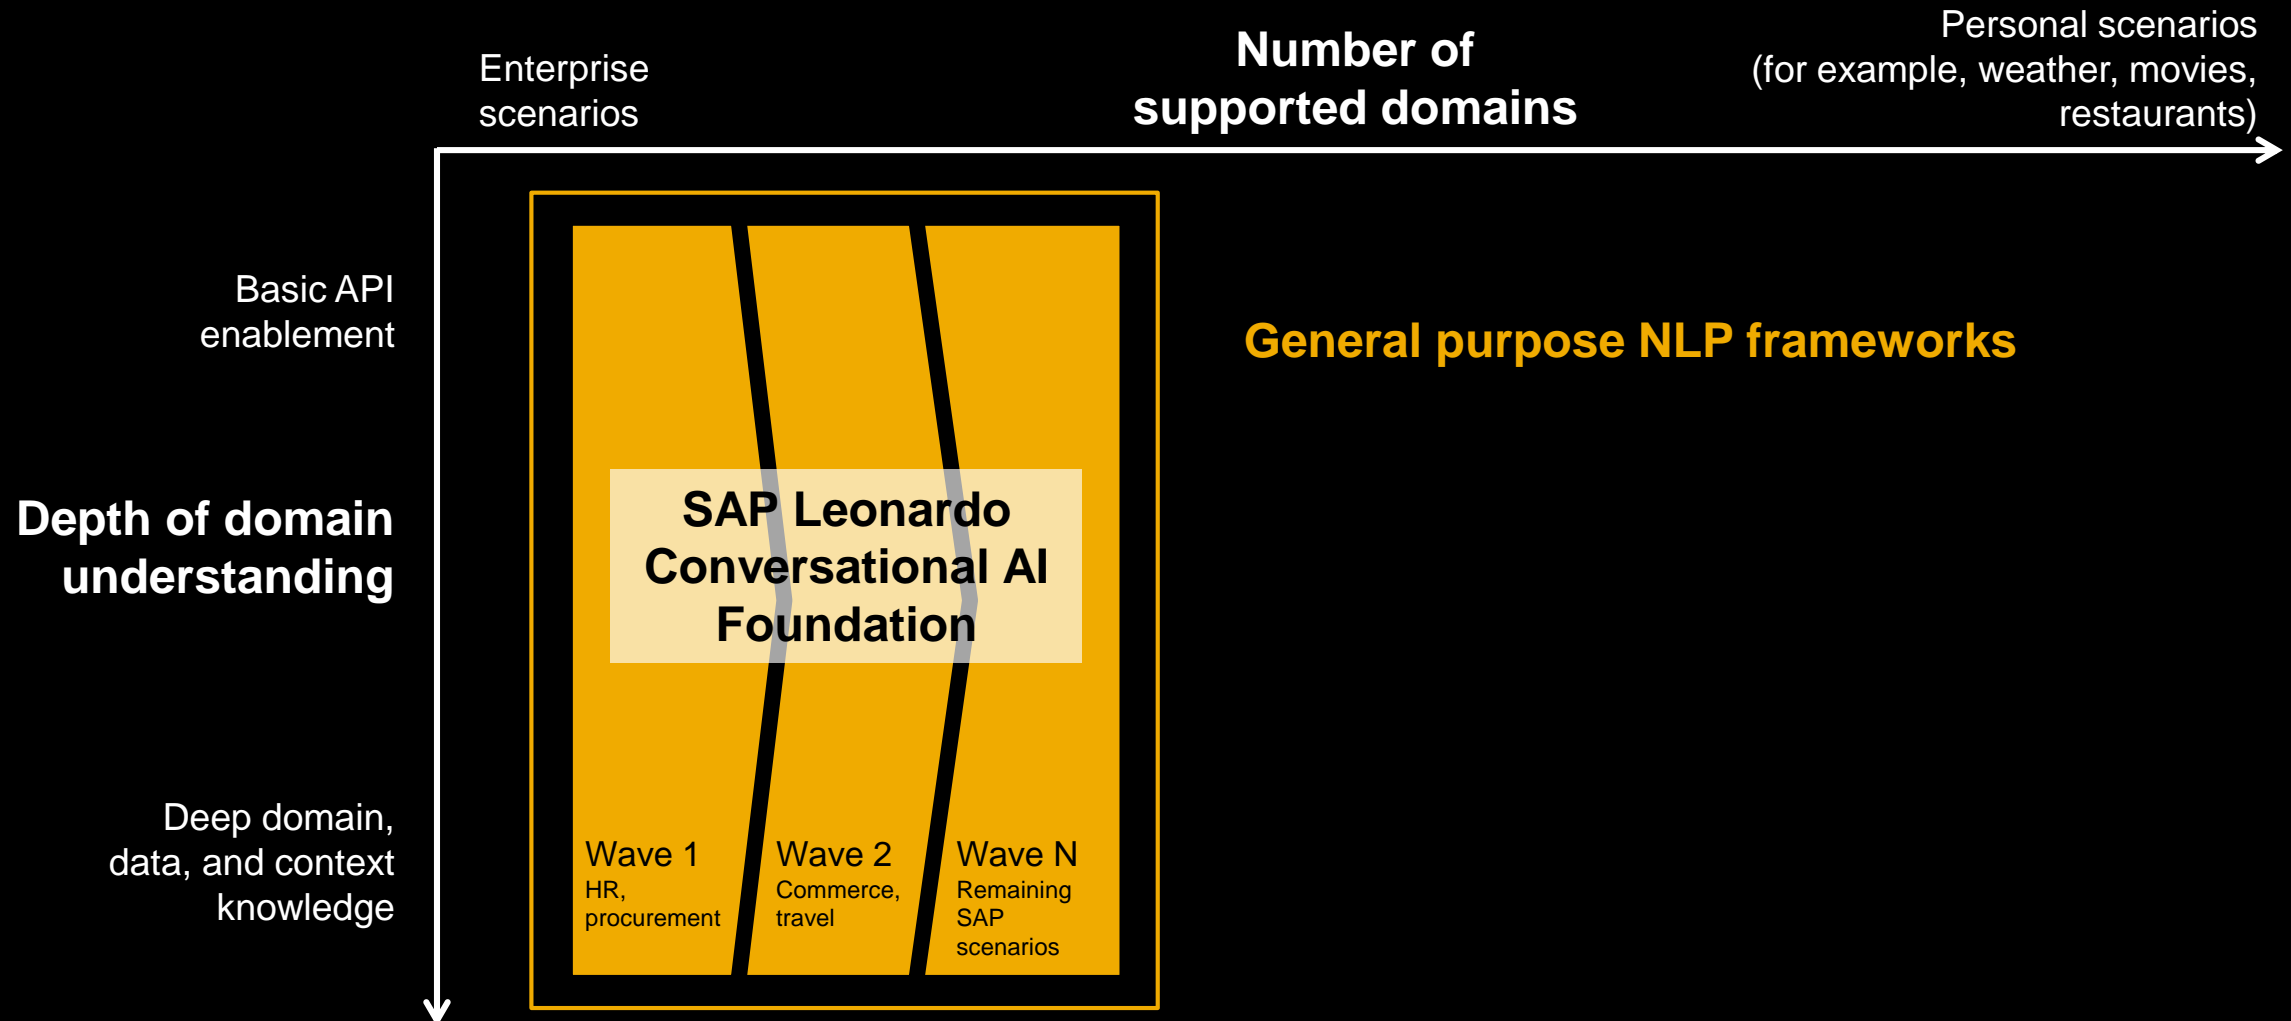 Enterprise
scenarios
Number of
supported domains
Personal scenarios
(for example, weather, movies,
restaurants)
Basic API
enablement
General purpose NLP frameworks
Depth of domain
understanding
SAP Leonardo
Conversational AI
Foundation
Deep domain,
data, and context
knowledge
Wave 1
HR,
procurement
Wave 2
Commerce,
travel
Wave N
Remaining
SAP
scenarios